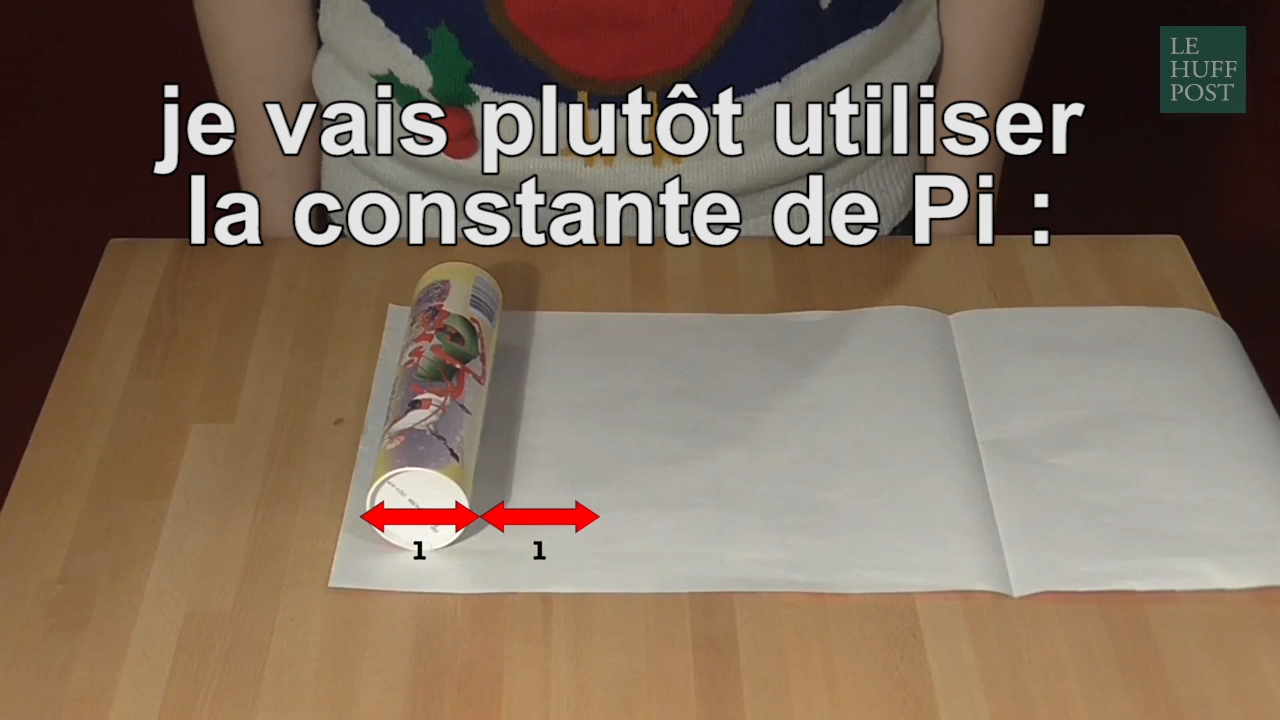 LE
HUFF
POST
je vais plutôt utiliser
la constante de Pi :
1
1